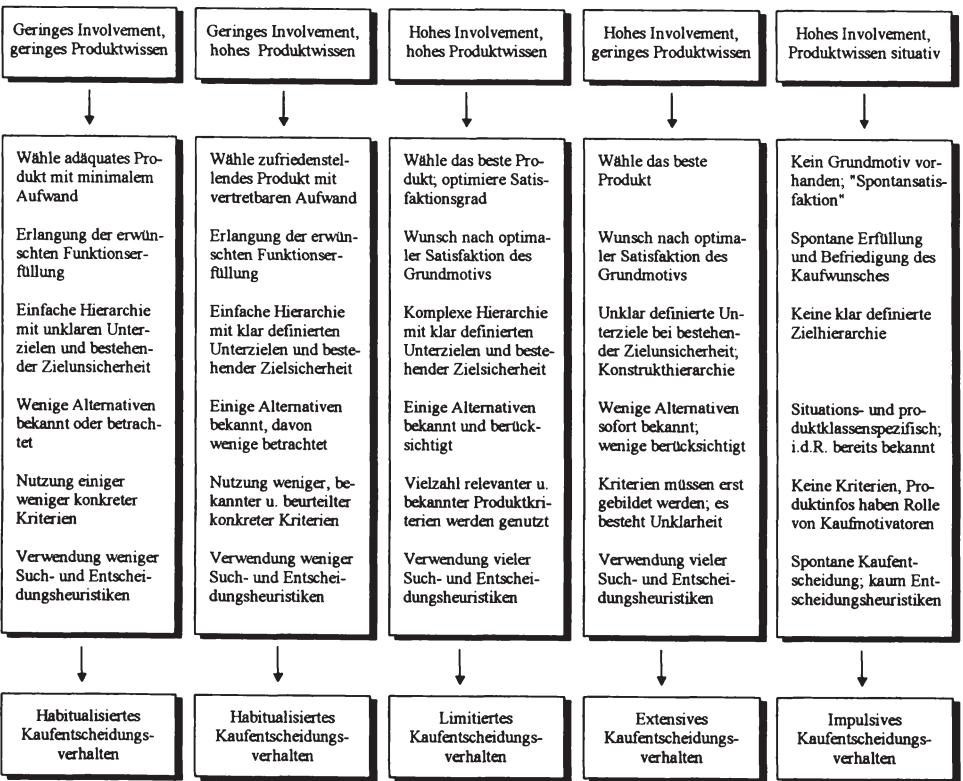 Geringes Involvement,
geringes Produktwissen
Geringes Involvement,
hohes Produktwissen
Hohes Involvement,
hohes Produktwissen
Hohes Involvement,
geringes Produktwissen
Hohes Involvement,
Produktwissen situativ
Wähle adäquates Pro-
dukt mit minimalem
Aufwand
Erlangung der erwün-
schten Funktionser-
füllung
Einfache Hierarchie
mit unklaren Unter-
zielen und bestehen-
der Zielunsicherheit
Wenige Alternativen
bekannt oder betrach-
tet
Nutzung einiger
weniger konkreter
Kriterien
Verwendung weniger
Such- und Entschei-
dungsheuristiken
Wähle zufriedenstel-
lendes Produkt mit
vertretbaren Aufwand
Erlangung der erwün-
schten Funktionser-
füllung
Einfache Hierarchie
mit klar definierten
Unterzielen und beste-
hender Zielsicherheit
Einige Alternativen
bekannt, davon
wenige betrachtet
Nutzung weniger, be-
kannter u. beurteilter
konkreter Kriterien
Verwendung weniger
Such- und Entschei-
dungsheuristiken
Wähle das beste Pro-
dukt; optimiere Satis-
faktionsgrad
Wunsch nach optima-
ler Satisfaktion des
Grundmotivs
Komplexe Hierarchie
mit klar definierten
Unterzielen und beste-
hender Zielsicherheit
Einige Alternativen
bekannt und berück-
sichtigt
Vielzahl relevanter u.
bekannter Produktkri-
terien werden genutzt
Verwendung vieler
Such- und Entschei-
dungsheuristiken
Wähle das beste
Produkt
Wunsch nach optima-
ler Satisfaktion des
Grundmotivs
Unklar definierte Un-
terziele bei bestehen-
der Zielunsicherheit;
Konstrukthierarchie
Wenige Alternativen
sofort bekannt;
wenige berücksichtigt
Kriterien müssen erst
gebildet werden; es
besteht Unklarheit
Verwendung vieler
Such- und Entschei-
dungsheuristiken
Kein Grundmotiv vor-
handen; "Spontansatis-
faktion"
Spontane Erfüllung
und Befriedigung des
Kaufwunsches
Keine klar definierte
Zielhierarchie
Situations- und pro-
duktklassenspezifisch;
i.d.R. bereits bekannt
Keine Kriterien, Pro-
duktinfos haben Rolle
von Kaufmotivatoren
Spontane Kaufent-
scheidung; kaum Ent-
scheidungsheuristiken
Habitualisiertes
Kaufentscheidungs-
verhalten
Habitualisiertes
Kaufentscheidungs-
verhalten
Limitiertes
Kaufentscheidungs-
verhalten
Extensives
Kaufentscheidungs-
verhalten
Impulsives
Kaufentscheidungs-
verhalten